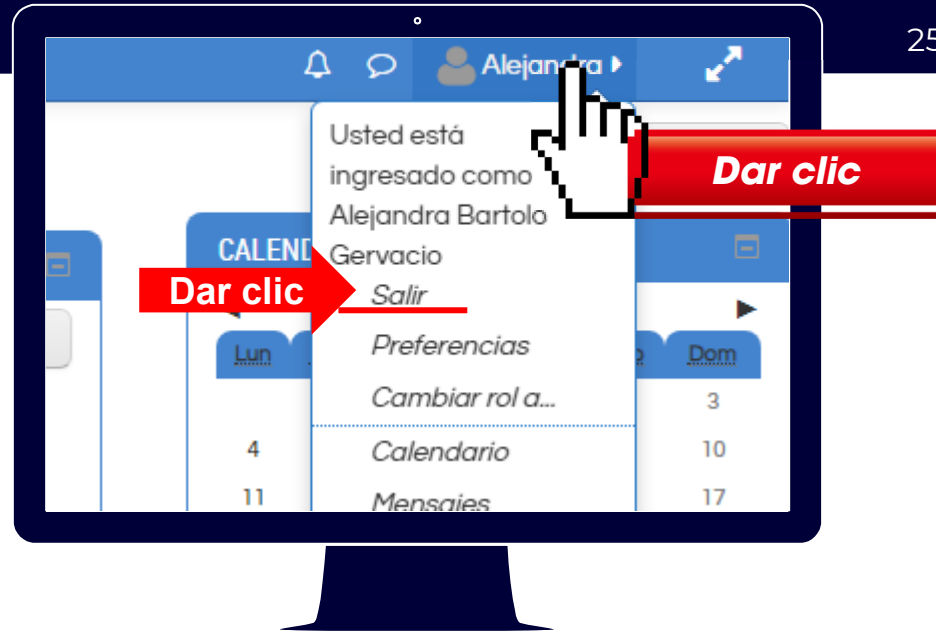 25
Alejandra
Usted está
ingresado como
Alejandra Bartolo
Gervacio
Dar clic
CALEND
Dar clic
Salir
Lun
Dom
Preferencias
Cambiar rol a...
3
4
Calendario
10
11
Mensajes
17